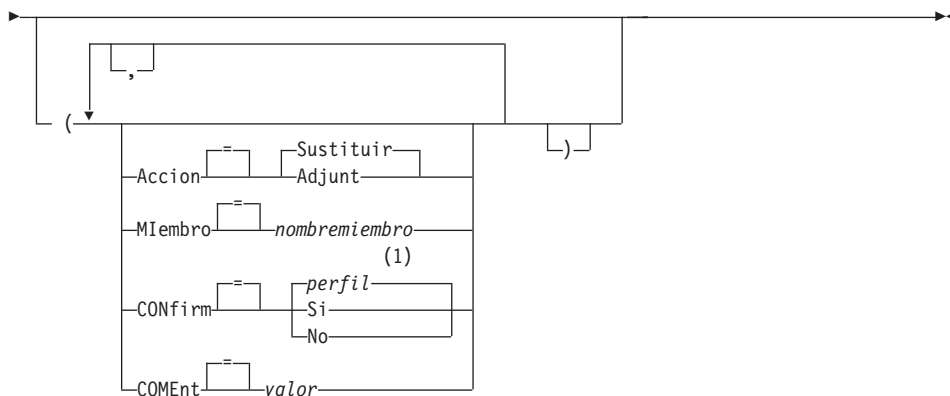 ,
(
)
Accion = Sustituir
Adjunt
MIembro = nombremiembro
(1)
CONfirm = perfil
Si
No
COMEnt = valor